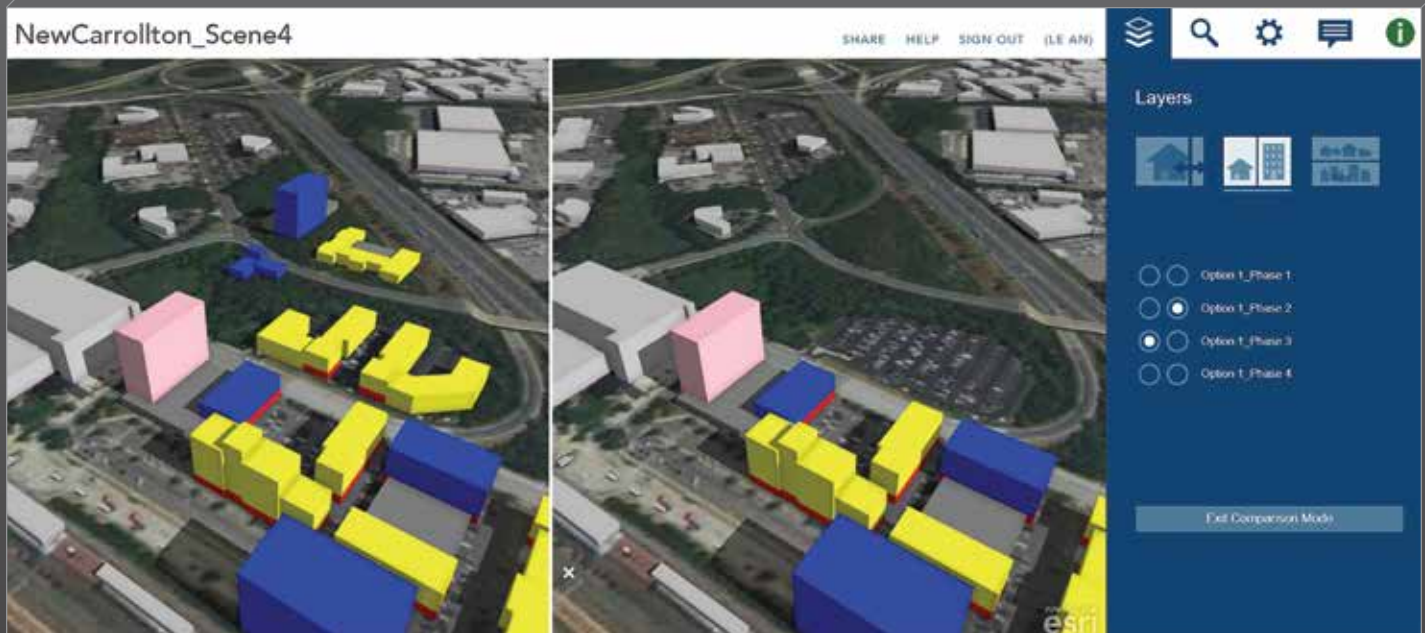 NewCarrollton_Scene4
SHARE HELP SIGN OUT (LE AN)
Layers
Option 1_Phase 1
Option 1_Phase 2
Option 1_Phase 3
Option 1_Phase 4
Exit Comparison Mode
esri